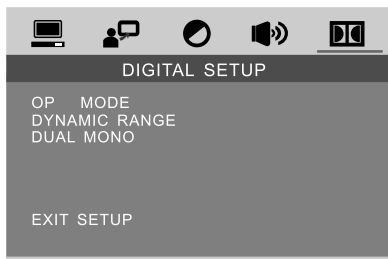 DIGITAL SETUP
OP MODE
DYNAMIC RANGE
DUAL MONO
EXIT SETUP